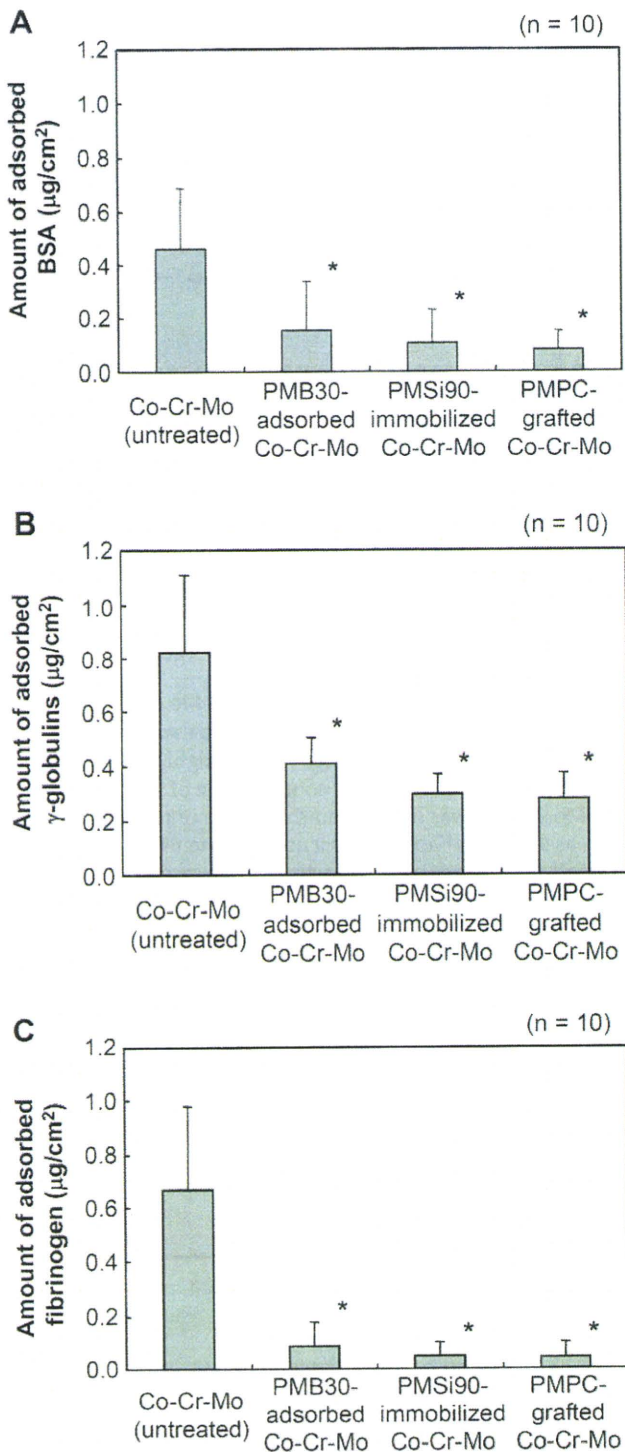 A
(n = 10)
Amount of adsorbed
BSA (μg/cm²)
1.2
1.0
0.8
0.6
0.4
0.2
0.0
*
*
*
Co-Cr-Mo
(untreated)
PMB30-
adsorbed
Co-Cr-Mo
PMSi90-
immobilized
Co-Cr-Mo
PMPC-
grafted
Co-Cr-Mo
B
(n = 10)
Amount of adsorbed
γ-globulins (μg/cm²)
1.2
1.0
0.8
0.6
0.4
0.2
0.0
*
*
*
Co-Cr-Mo
(untreated)
PMB30-
adsorbed
Co-Cr-Mo
PMSi90-
immobilized
Co-Cr-Mo
PMPC-
grafted
Co-Cr-Mo
C
(n = 10)
Amount of adsorbed
fibrinogen (μg/cm²)
1.2
1.0
0.8
0.6
0.4
0.2
0.0
*
*
*
Co-Cr-Mo
(untreated)
PMB30-
adsorbed
Co-Cr-Mo
PMSi90-
immobilized
Co-Cr-Mo
PMPC-
grafted
Co-Cr-Mo